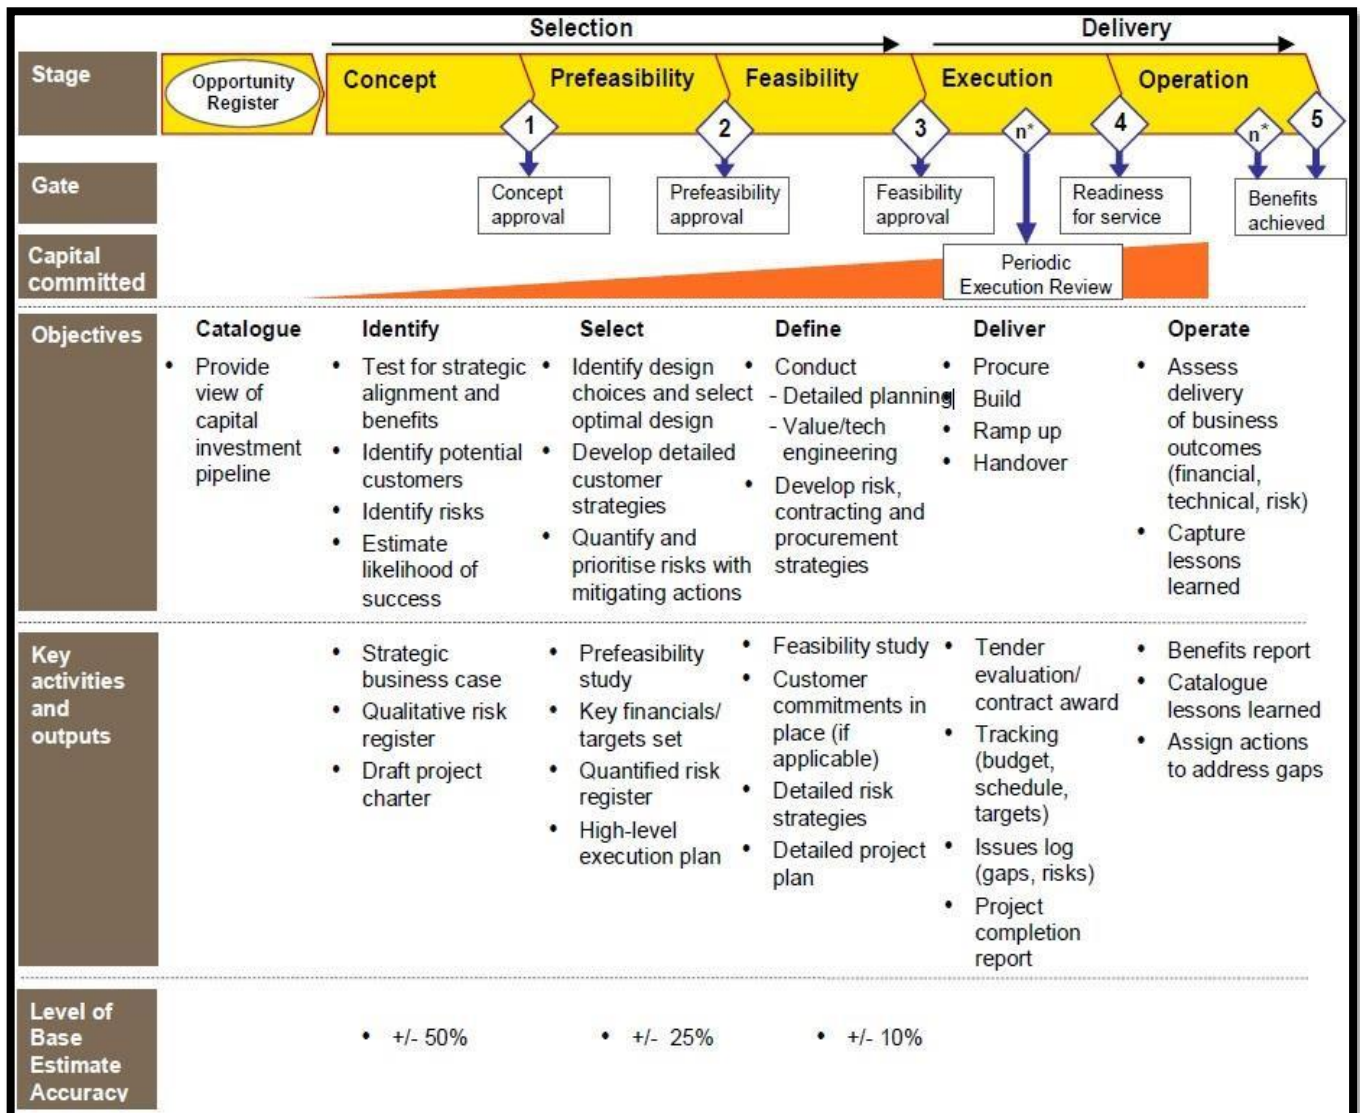 Selection
Delivery
Stage
Opportunity
Register
Concept
Prefeasibility
Feasibility
Execution
Operation
1
2
3
n*
4
n*
5
Gate
Concept
approval
Prefeasibility
approval
Feasibility
approval
Readiness
for service
Benefits
achieved
Capital
committed
Periodic
Execution Review
Objectives
Catalogue
• Provide
view of
capital
investment
pipeline
Identify
• Test for strategic
alignment and
benefits
• Identify potential
customers
• Identify risks
• Estimate
likelihood of
success
Select
• Identify design
choices and select
optimal design
• Develop detailed
customer
strategies
• Quantify and
prioritise risks with
mitigating actions
Define
• Conduct
- Detailed planning
- Value/tech
engineering
• Develop risk,
contracting and
procurement
strategies
Deliver
• Procure
• Build
• Ramp up
• Handover
Operate
• Assess
delivery
of business
outcomes
(financial,
technical, risk)
• Capture
lessons
learned
Key
activities
and
outputs
• Strategic
business case
• Qualitative risk
register
• Draft project
charter
• Prefeasibility
study
• Key financials/
targets set
• Quantified risk
register
• High-level
execution plan
• Feasibility study
• Customer
commitments in
place (if
applicable)
• Detailed risk
strategies
• Detailed project
plan
• Tender
evaluation/
contract award
• Tracking
(budget,
schedule,
targets)
• Issues log
(gaps, risks)
• Project
completion
report
• Benefits report
• Catalogue
lessons learned
• Assign actions
to address gaps
Level of
Base
Estimate
Accuracy
• +/- 50%
• +/- 25%
• +/- 10%